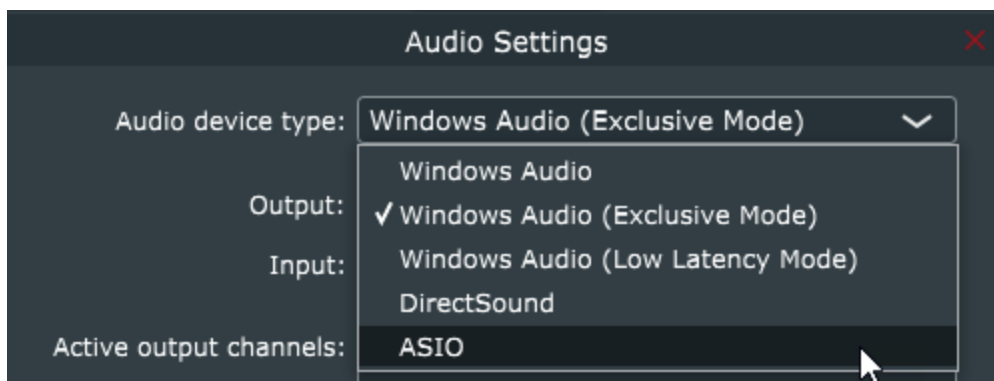 Audio Settings
Audio device type: Windows Audio (Exclusive Mode)
Windows Audio
Output: ✓ Windows Audio (Exclusive Mode)
Input: Windows Audio (Low Latency Mode)
DirectSound
Active output channels: ASIO